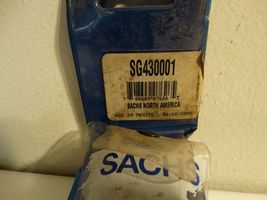 SG430001
SACHS NORTH AMERICA
MADE IN MEXICO
SACHS